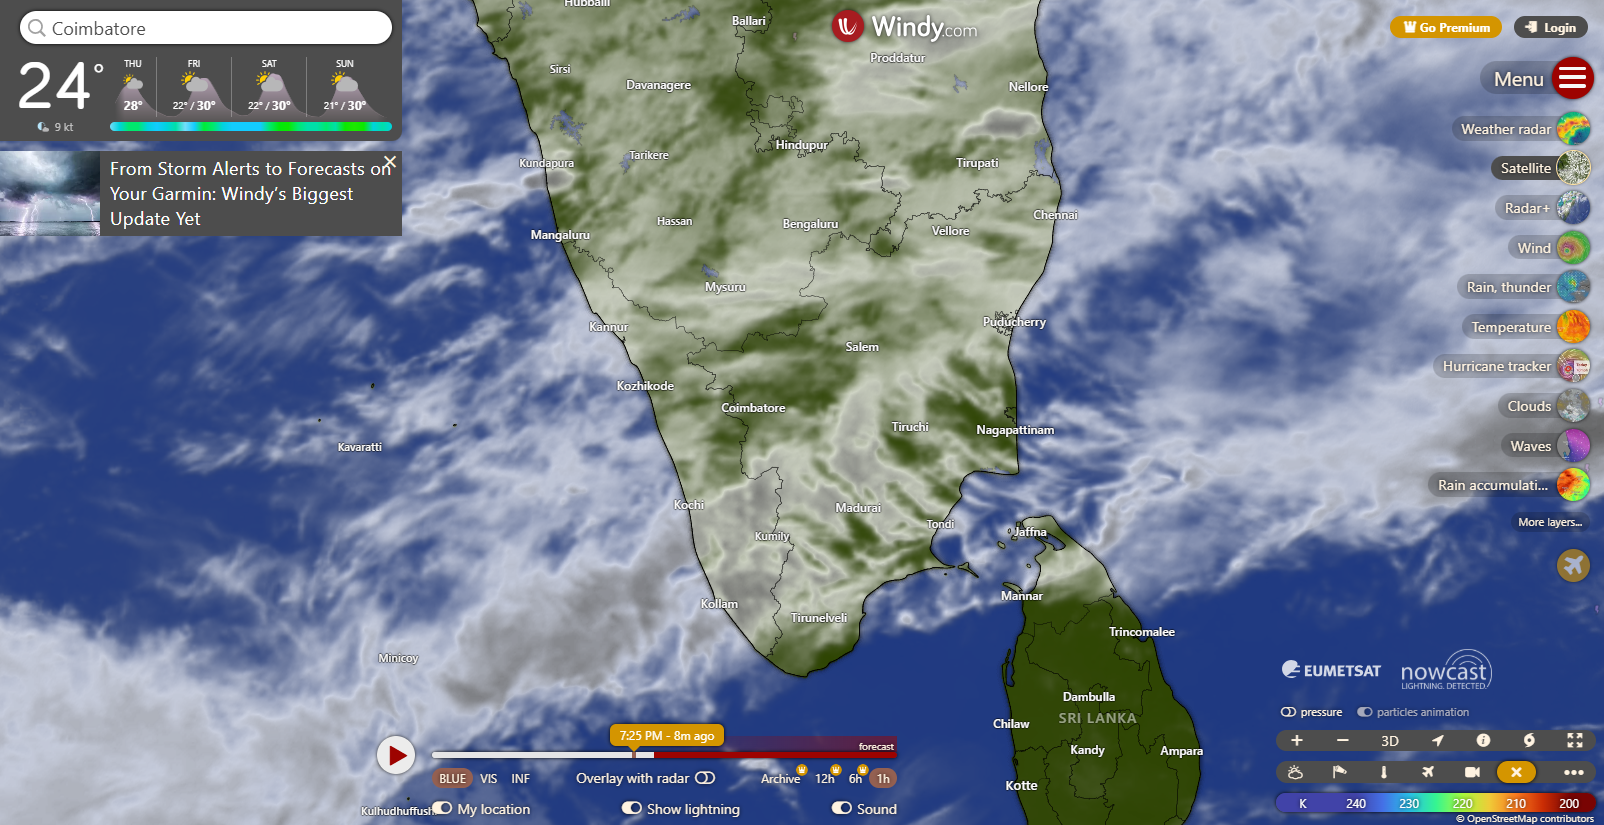 Coimbatore
24°
9 kt
THU
28°
FRI
22° / 30°
SAT
22° / 30°
SUN
21° / 30°
From Storm Alerts to Forecasts on
Your Garmin: Windy’s Biggest
Update Yet
Windy.com
Go Premium
Login
Menu
Weather radar
Satellite
Radar+
Wind
Rain, thunder
Temperature
Hurricane tracker
Clouds
Waves
Rain accumulati...
More layers...
Hubballi
Ballari
Proddatur
Sirsi
Davanagere
Nellore
Hindupur
Kundapura
Tarikere
Tirupati
Hassan
Bengaluru
Chennai
Mangaluru
Vellore
Mysuru
Kannur
Puducherry
Salem
Kozhikode
Coimbatore
Tiruchi
Nagapattinam
Kavaratti
Kochi
Madurai
Tondi
Kumily
Jaffna
Mannar
Kollam
Tirunelveli
Trincomalee
Minicoy
Dambulla
Chilaw
SRI LANKA
Kandy
Ampara
Kotte
Kulhudhuffush
7:25 PM - 8m ago
forecast
BLUE
VIS
INF
Overlay with radar
Archive
12h
6h
1h
My location
Show lightning
Sound
EUMETSAT
nowcast
LIGHTNING. DETECTED.
pressure
particles animation
+
−
3D
K
240
230
220
210
200
© OpenStreetMap contributors